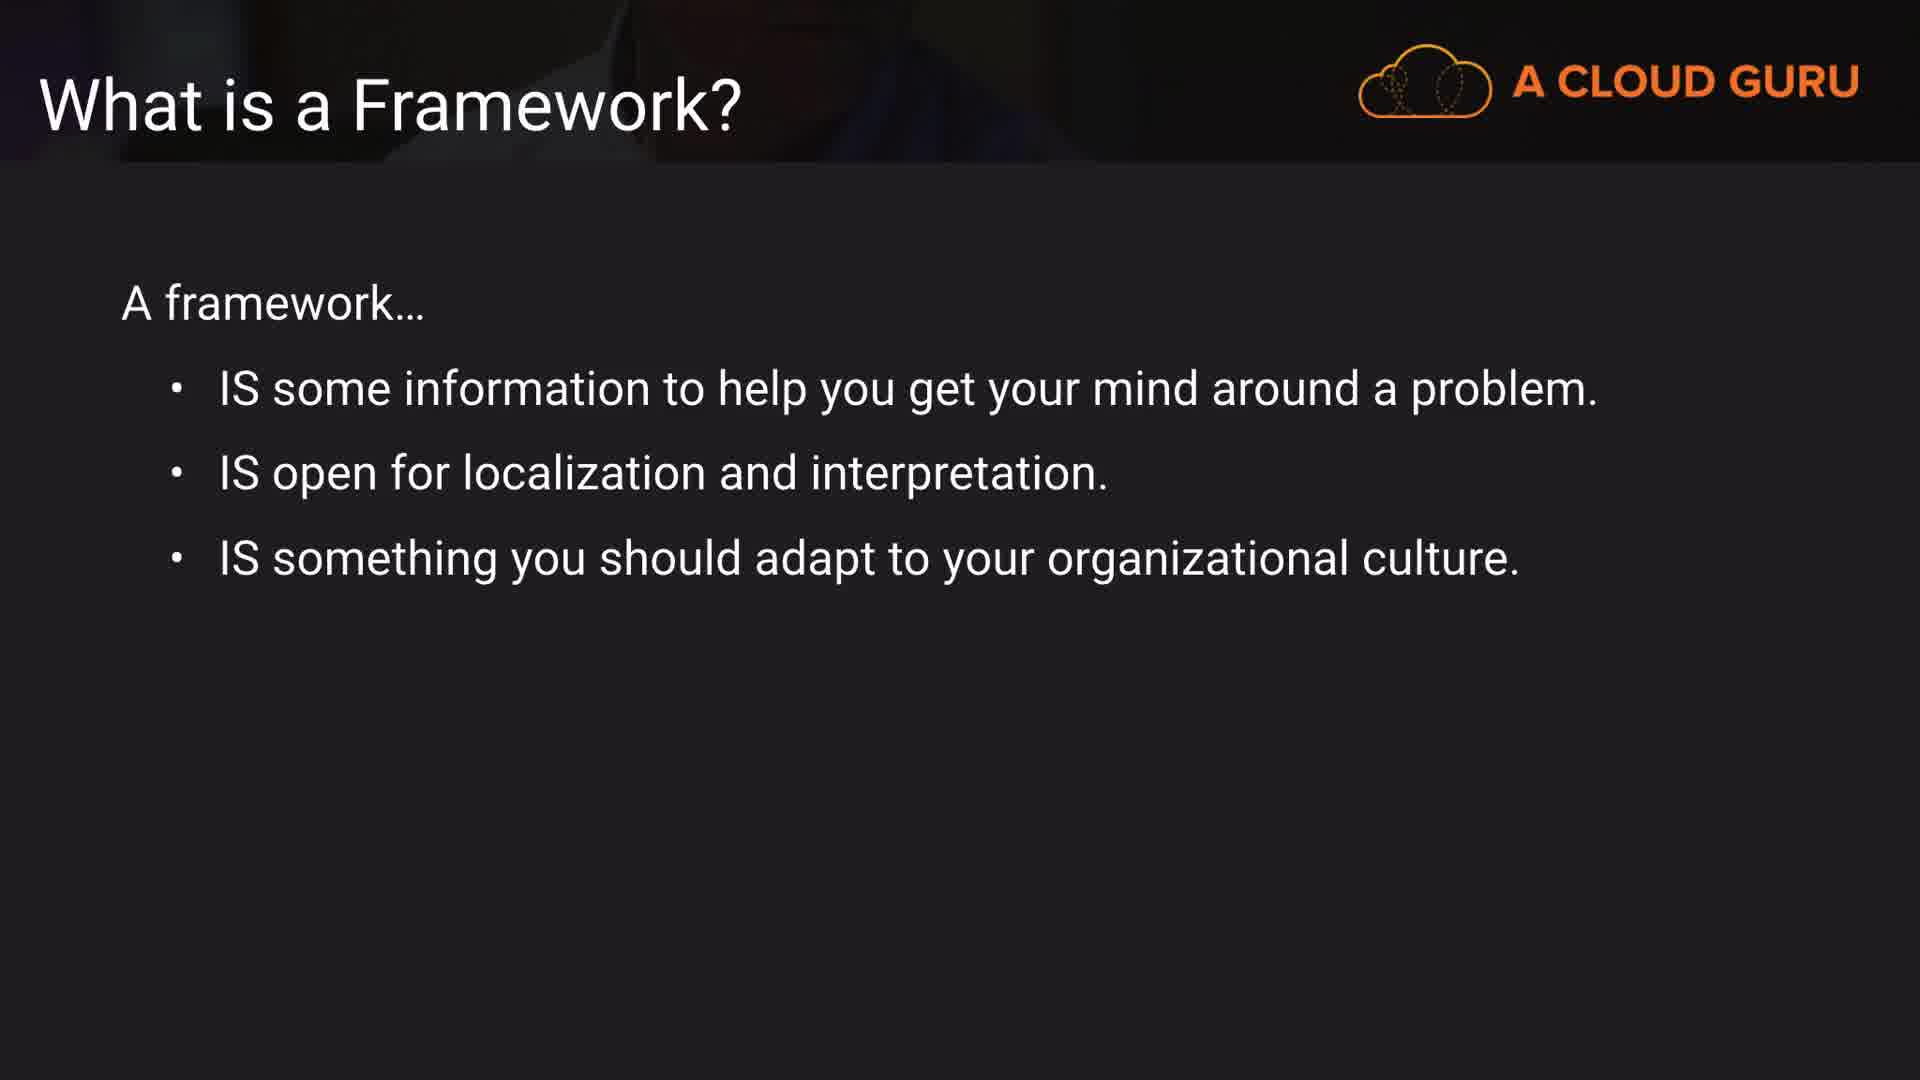 What is a Framework?
A CLOUD GURU
A framework…
• IS some information to help you get your mind around a problem.
• IS open for localization and interpretation.
• IS something you should adapt to your organizational culture.